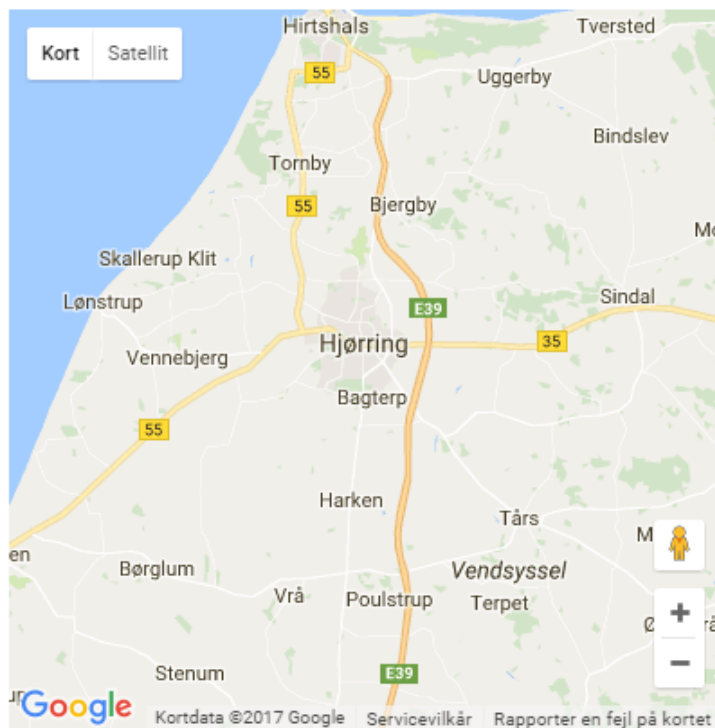 Hirtshals
Tversted
Kort Satellit
55
Uggerby
Bindslev
Tornby
55
Bjergby
Skallerup Klit
Lønstrup
Sindal
E39
Hjørring
35
Vennebjerg
Bagterp
55
Harken
Tårs
Børglum
Vendsyssel
Vrå
Poulstrup
Terpet
+
Stenum
E39
−
Google
Kortdata ©2017 Google Servicevilkår Rapporter en fejl på kortet